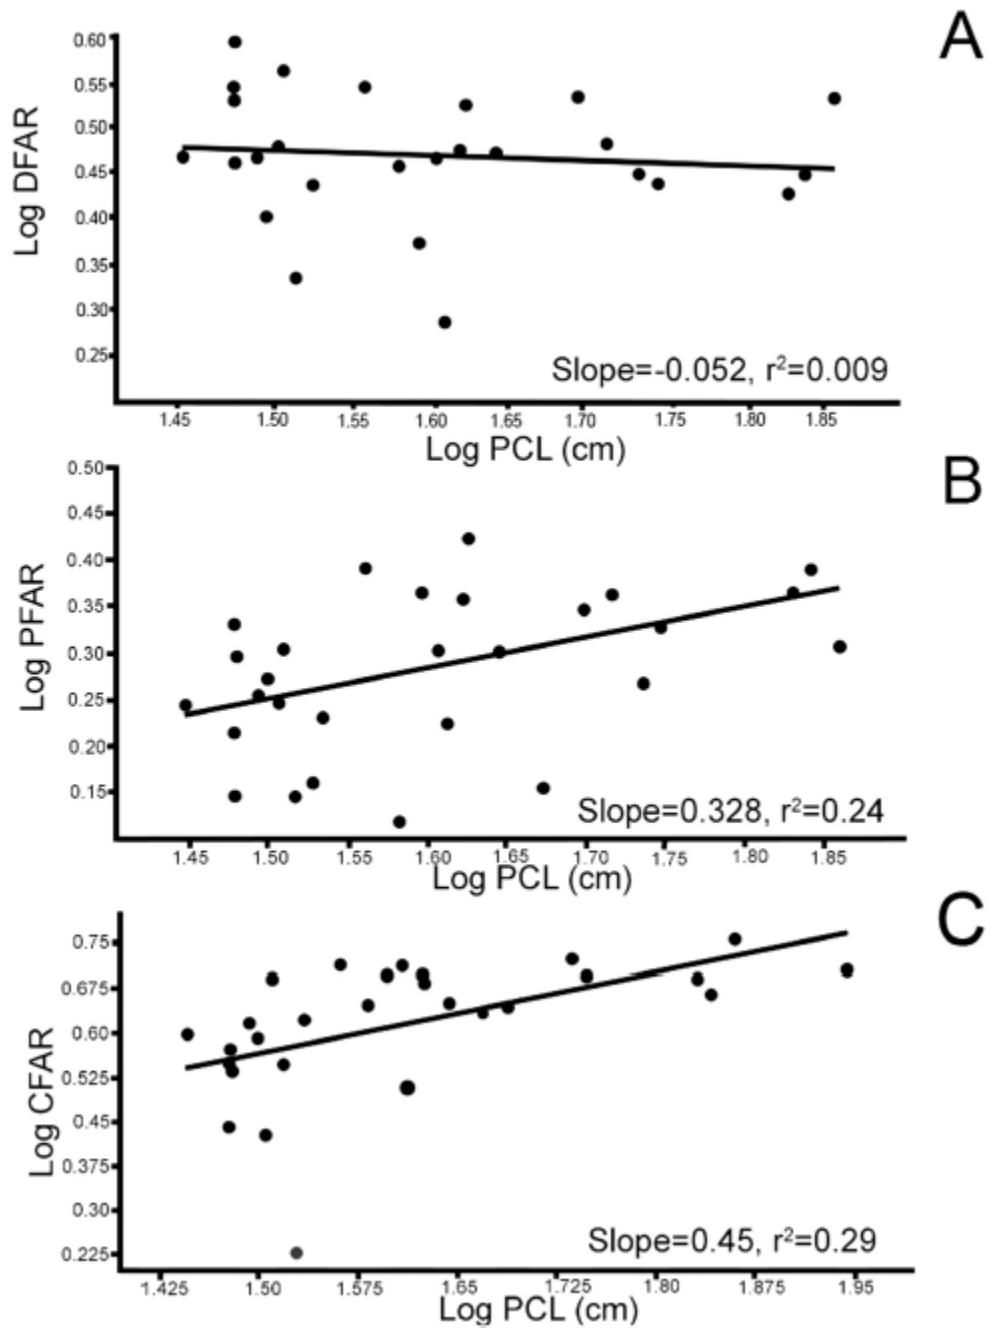 A
0.60
0.55
0.50
0.45
0.40
0.35
0.30
0.25
Log DFAR
Slope=-0.052, r²=0.009
1.45 1.50 1.55 1.60 1.65 1.70 1.75 1.80 1.85
Log PCL (cm)
B
0.50
0.45
0.40
0.35
0.30
0.25
0.20
0.15
Log PFAR
Slope=0.328, r²=0.24
1.45 1.50 1.55 1.60 1.65 1.70 1.75 1.80 1.85
Log PCL (cm)
C
0.75
0.675
0.60
0.525
0.45
0.375
0.30
0.225
Log CFAR
Slope=0.45, r²=0.29
1.425 1.50 1.575 1.65 1.725 1.80 1.875 1.95
Log PCL (cm)